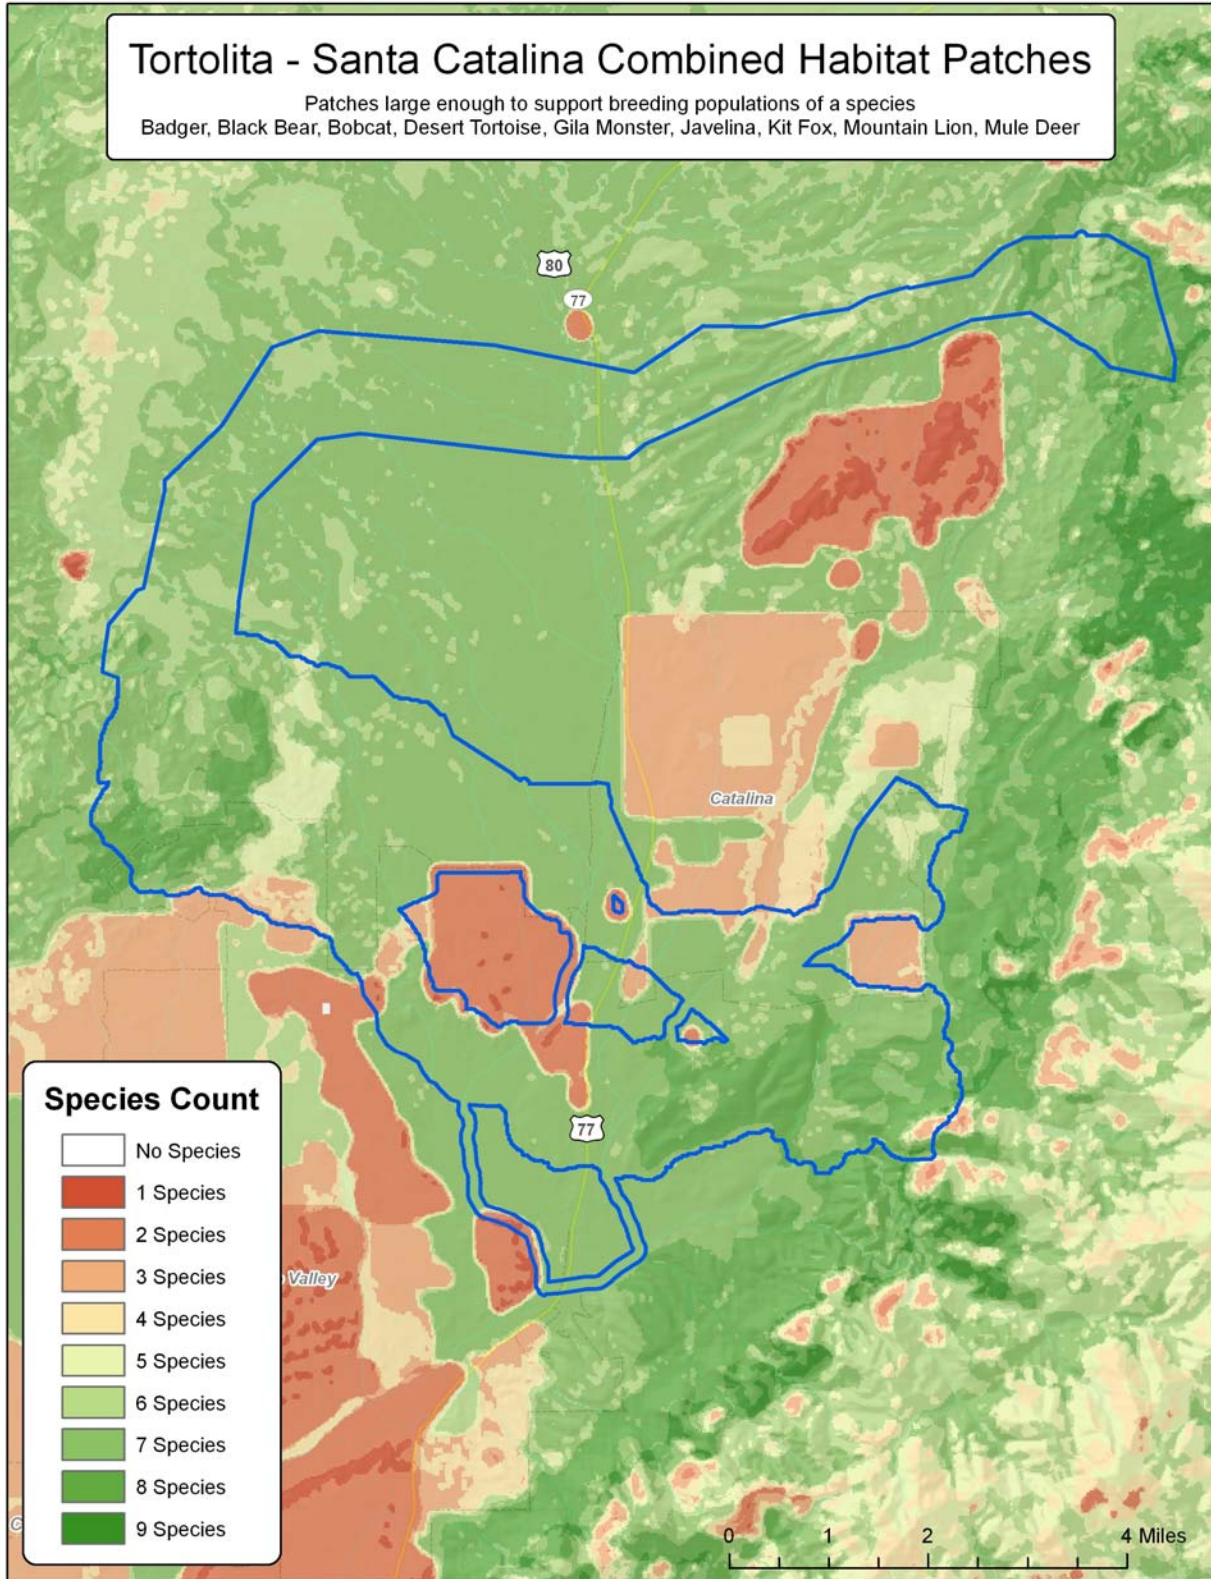 Tortolita - Santa Catalina Combined Habitat Patches
Patches large enough to support breeding populations of a species
Badger, Black Bear, Bobcat, Desert Tortoise, Gila Monster, Javelina, Kit Fox, Mountain Lion, Mule Deer
80
77
Catalina
77
Valley
Species Count
No Species
1 Species
2 Species
3 Species
4 Species
5 Species
6 Species
7 Species
8 Species
9 Species
0 1 2 4 Miles